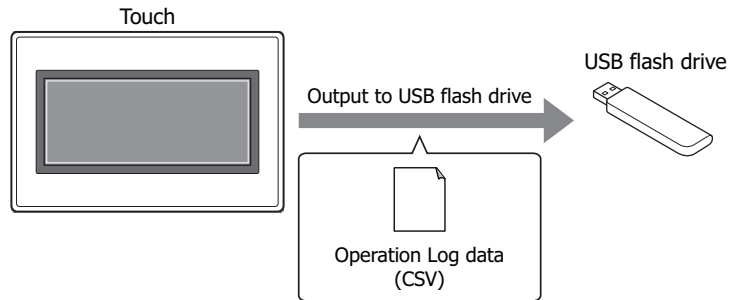 Touch
USB flash drive
Output to USB flash drive
Operation Log data
(CSV)